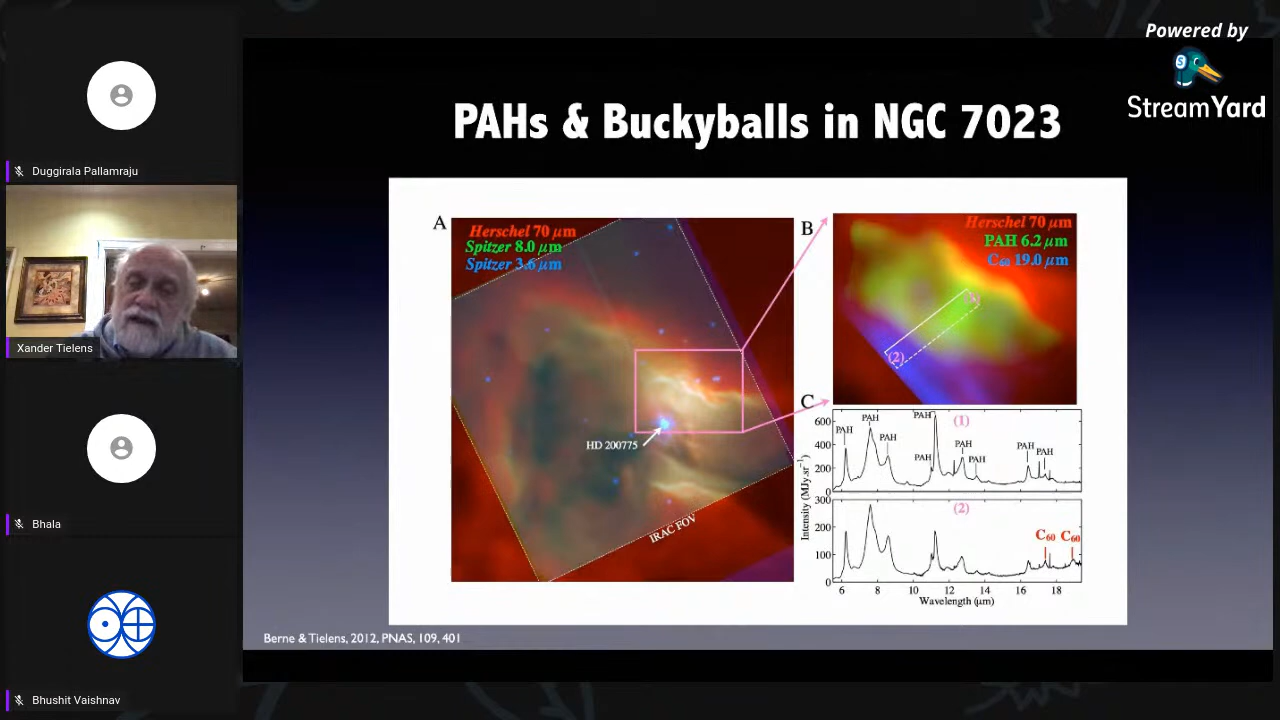 Powered by
StreamYard
Duggirala Pallamraju
Xander Tielens
Bhala
Bhushit Vaishnav
PAHs & Buckyballs in NGC 7023
A
Herschel 70 μm
Spitzer 8.0 μm
Spitzer 3.6 μm
HD 200775
IRAC FOV
B
Herschel 70 μm
PAH 6.2 μm
C₆₀ 19.0 μm
(1)
(2)
C
(1)
PAH
PAH
PAH
PAH
PAH
PAH
PAH
PAH
PAH
600
400
200
0
(2)
C₆₀ C₆₀
300
200
100
0
Intensity (MJy.sr⁻¹)
6 8 10 12 14 16 18
Wavelength (μm)
Berne & Tielens, 2012, PNAS, 109, 401